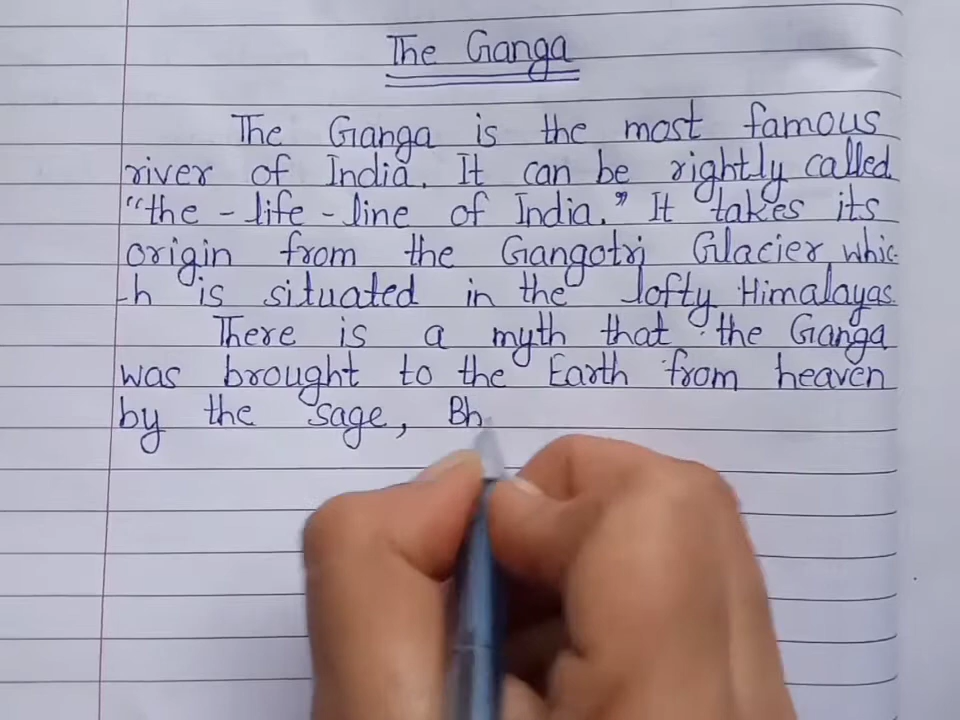 The Ganga
The Ganga is the most famous
river of India. It can be rightly called
"the - life - line of India." It takes its
origin from the Gangotri Glacier, whic-
-h is situated in the lofty Himalayas
There is a myth that the Ganga
was brought to the Earth from heaven
by the sage, Bh